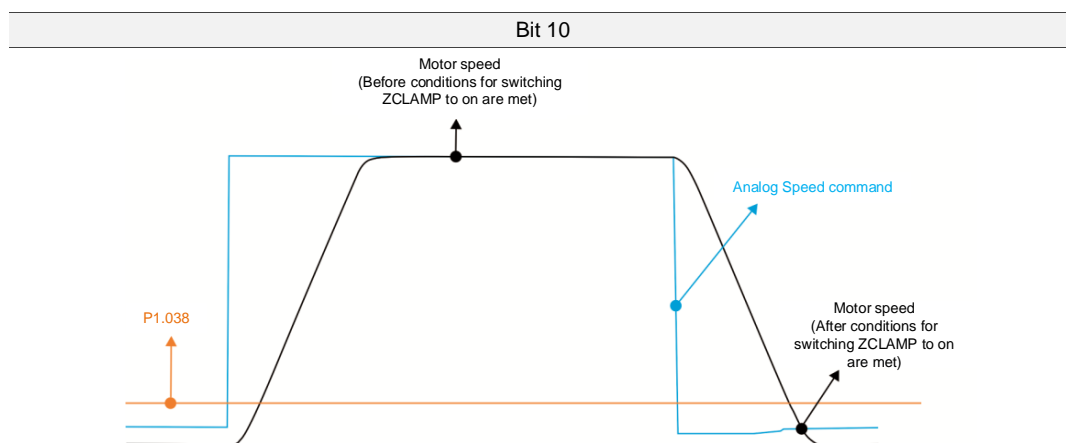 Bit 10
Motor speed
(Before conditions for switching
ZCLAMP to on are met)
Analog Speed command
P1.038
Motor speed
(After conditions for
switching ZCLAMP to on
are met)